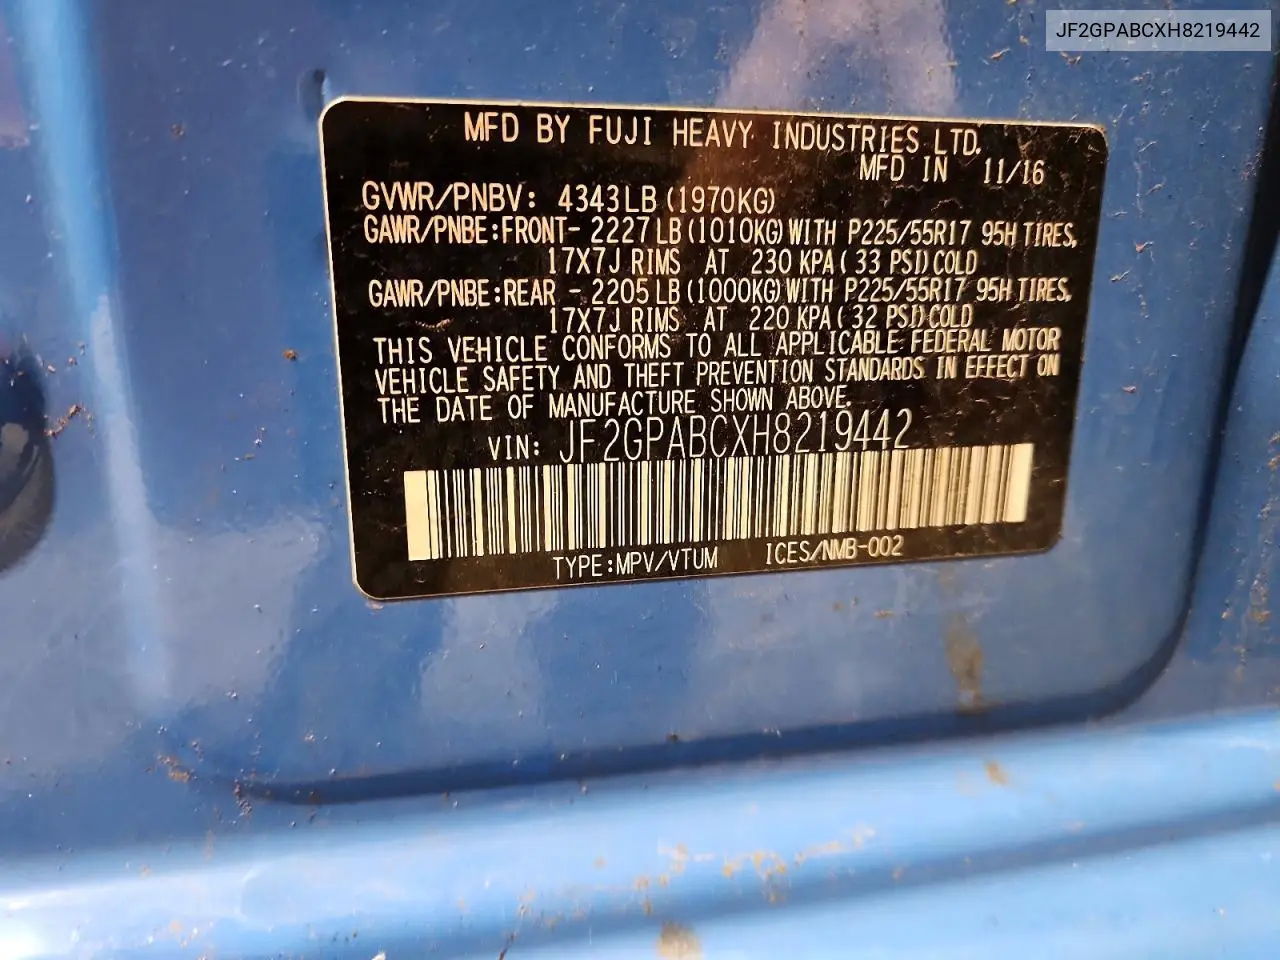 JF2GPABCXH8219442
MFD BY FUJI HEAVY INDUSTRIES LTD.
MFD IN 11/16
GVWR/PNBV: 4343LB (1970KG)
GAWR/PNBE:FRONT- 2227 LB (1010KG) WITH P225/55R17 95H TIRES,
17X7J RIMS AT 230 KPA ( 33 PSI) COLD
GAWR/PNBE:REAR - 2205 LB (1000KG) WITH P225/55R17 95H TIRES,
17X7J RIMS AT 220 KPA ( 32 PSI) COLD
THIS VEHICLE CONFORMS TO ALL APPLICABLE FEDERAL MOTOR
VEHICLE SAFETY AND THEFT PREVENTION STANDARDS IN EFFECT ON
THE DATE OF MANUFACTURE SHOWN ABOVE.
VIN: JF2GPABCXH8219442
TYPE:MPV/VTUM ICES/NMB-002